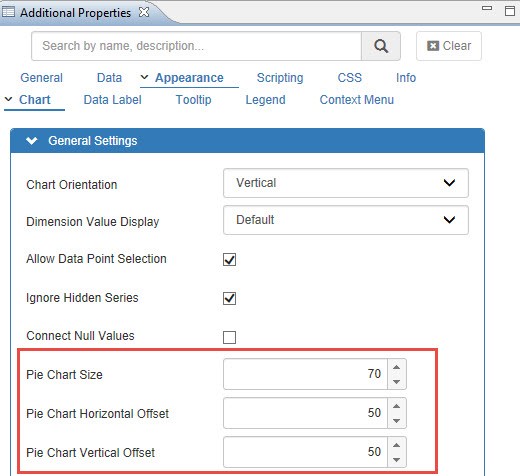 Additional Properties
Search by name, description...
Clear
General Data Appearance Scripting CSS Info
Chart Data Label Tooltip Legend Context Menu
General Settings
Chart Orientation Vertical
Dimension Value Display Default
Allow Data Point Selection
Ignore Hidden Series
Connect Null Values
Pie Chart Size 70
Pie Chart Horizontal Offset 50
Pie Chart Vertical Offset 50